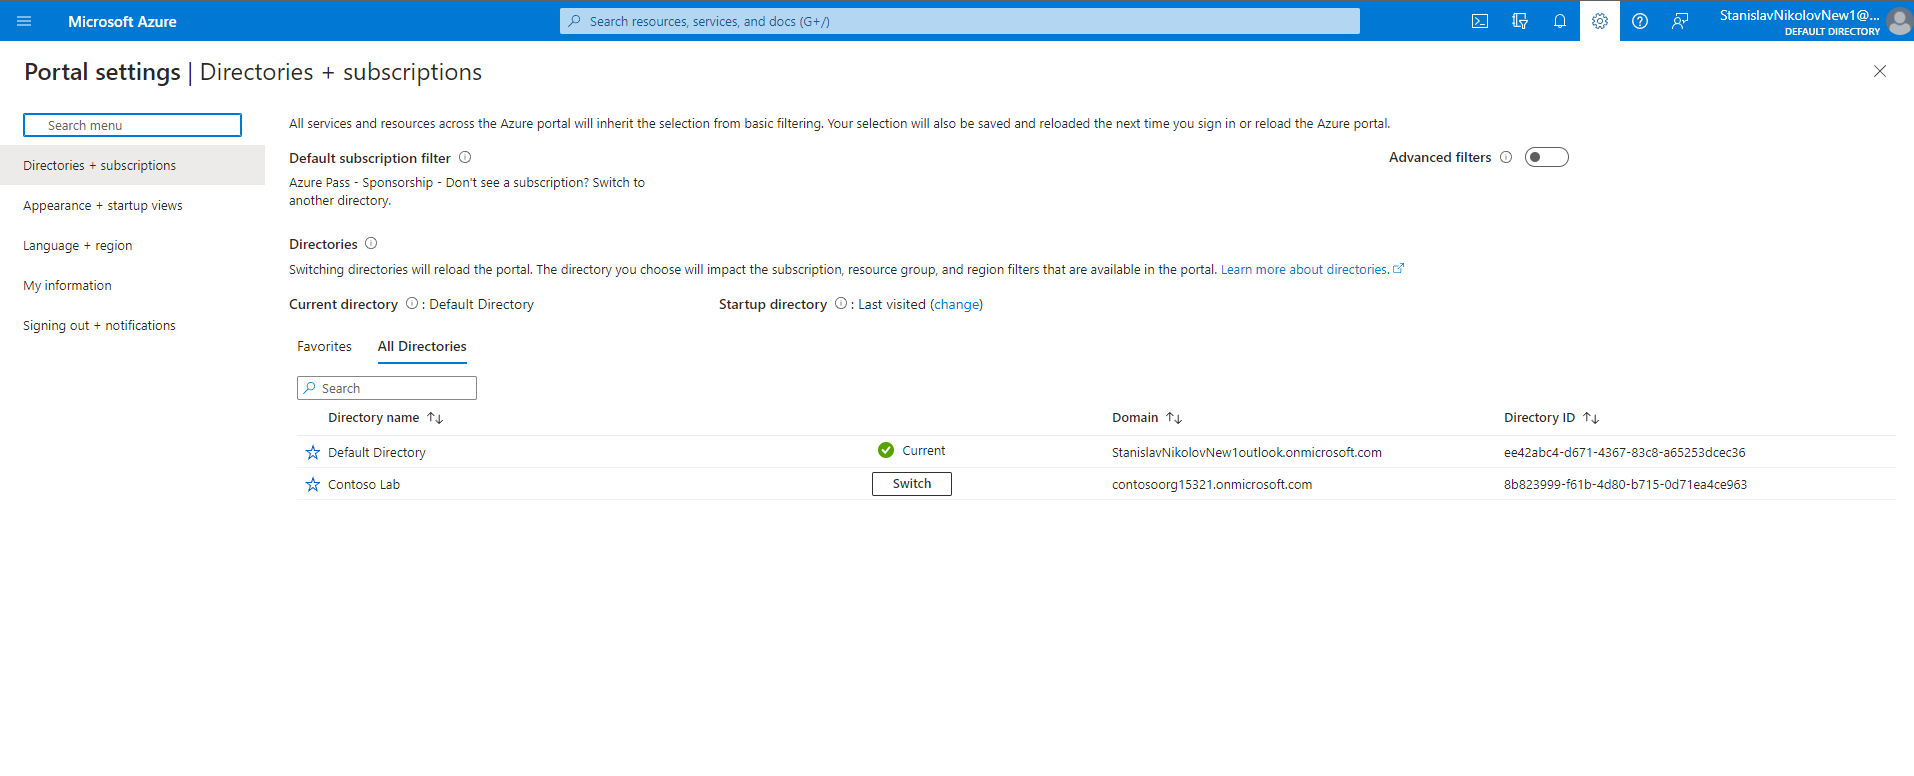 Microsoft Azure
Search resources, services, and docs (G+/)
StanislavNikolovNew1@...
DEFAULT DIRECTORY
Portal settings | Directories + subscriptions
Search menu
Directories + subscriptions
Appearance + startup views
Language + region
My information
Signing out + notifications
All services and resources across the Azure portal will inherit the selection from basic filtering. Your selection will also be saved and reloaded the next time you sign in or reload the Azure portal.
Default subscription filter
Advanced filters
Azure Pass - Sponsorship - Don't see a subscription? Switch to
another directory.
Directories
Switching directories will reload the portal. The directory you choose will impact the subscription, resource group, and region filters that are available in the portal. Learn more about directories.
Current directory : Default Directory
Startup directory : Last visited (change)
Favorites All Directories
Search
Directory name Domain Directory ID
Default Directory Current StanislavNikolovNew1outlook.onmicrosoft.com ee42abc4-d671-4367-83c8-a65253dcec36
Contoso Lab Switch contosoorg15321.onmicrosoft.com 8b823999-f61b-4d80-b715-0d71ea4ce963